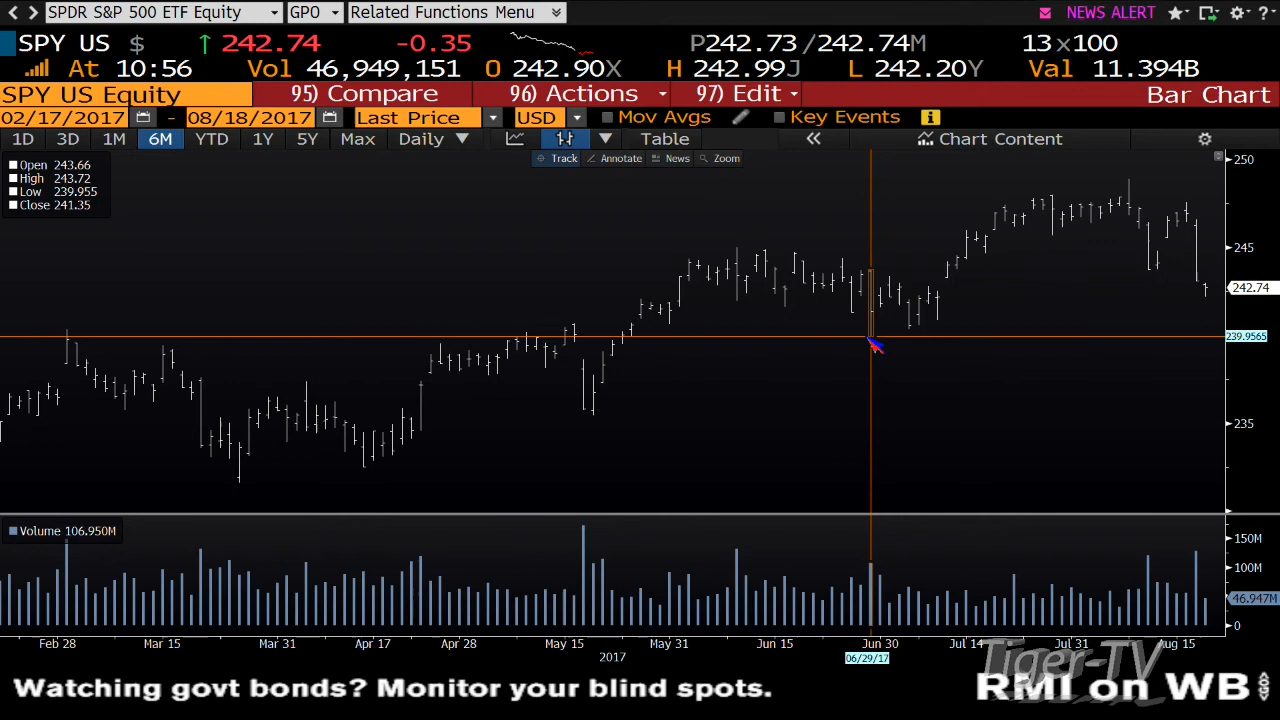 SPDR S&P 500 ETF Equity GPO Related Functions Menu NEWS ALERT ?
SPY US $ ↑ 242.74 -0.35 P242.73/242.74M 13x100
At 10:56 Vol 46,949,151 O 242.90X H 242.99J L 242.20Y Val 11.394B
SPY US Equity 95) Compare 96) Actions 97) Edit Bar Chart
02/17/2017 - 08/18/2017 Last Price USD Mov Avgs Key Events
1D 3D 1M 6M YTD 1Y 5Y Max Daily ▼ Table « Chart Content
Track Annotate News Zoom
Open 243.66
High 243.72
Low 239.955
Close 241.35
250
245
242.74
239.9565
235
Volume 106.950M
150M
100M
46.947M
0
Feb 28 Mar 15 Mar 31 Apr 17 Apr 28 May 15 May 31 Jun 15 Jun 30 Jul 14 Jul 31 Aug 15
2017 06/29/17
Tiger-TV
Watching govt bonds? Monitor your blind spots. RMI on WB